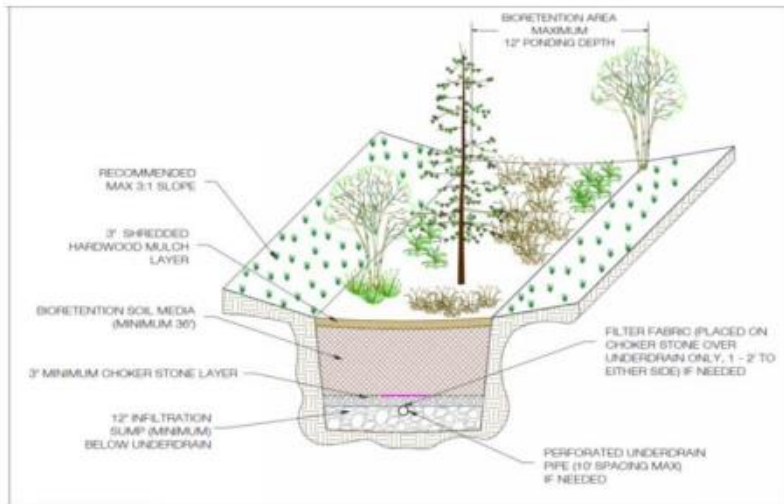 BIORETENTION AREA
MAXIMUM
12" PONDING DEPTH
RECOMMENDED
MAX 3:1 SLOPE
3" SHREDDED
HARDWOOD MULCH
LAYER
BIORETENTION SOIL MEDIA
(MINIMUM 36')
3" MINIMUM CHOKER STONE LAYER
12" INFILTRATION
SUMP (MINIMUM)
BELOW UNDERDRAIN
FILTER FABRIC (PLACED ON
CHOKER STONE OVER
UNDERDRAIN ONLY, 1 - 2' TO
EITHER SIDE) IF NEEDED
PERFORATED UNDERDRAIN
PIPE (10' SPACING MAX)
IF NEEDED